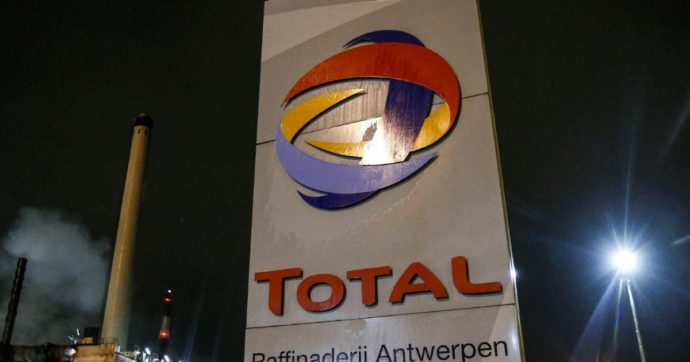 TOTAL
Raffinaderij Antwerpen